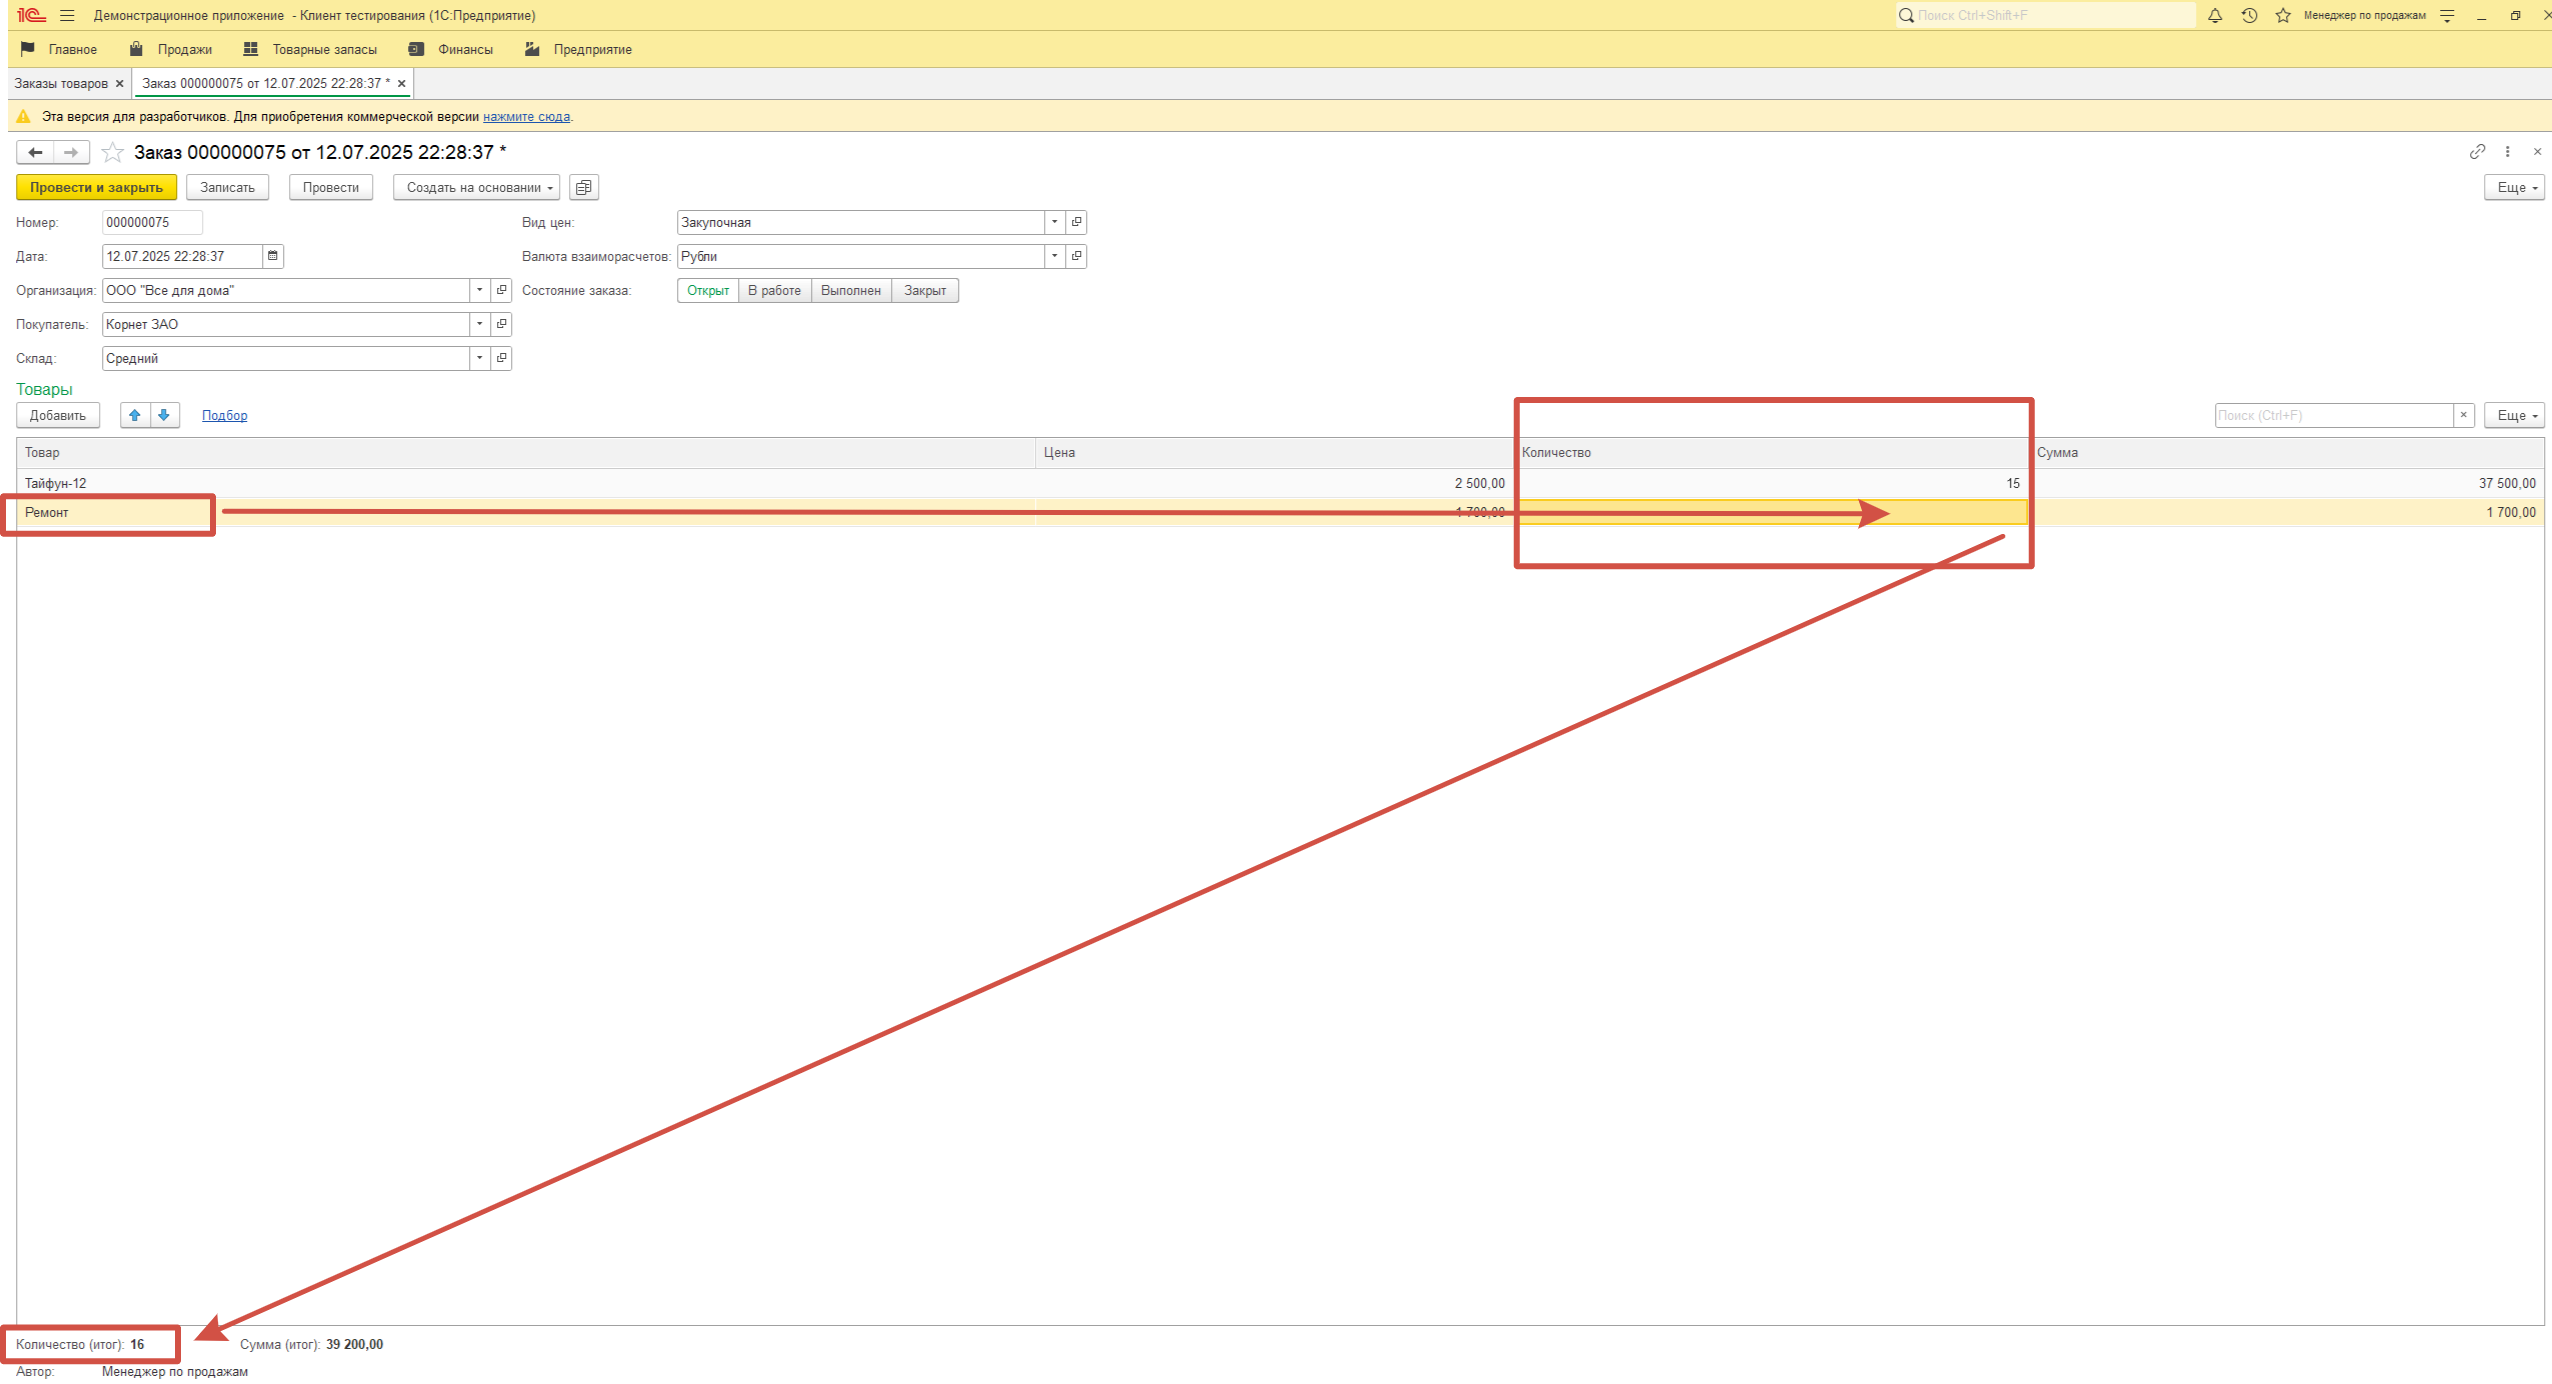 1С Демонстрационное приложение - Клиент тестирования (1С:Предприятие) Поиск Ctrl+Shift+F Менеджер по продажам
Главное Продажи Товарные запасы Финансы Предприятие
Заказы товаров × Заказ 000000075 от 12.07.2025 22:28:37 * ×
Эта версия для разработчиков. Для приобретения коммерческой версии нажмите сюда.
Заказ 000000075 от 12.07.2025 22:28:37 *
Провести и закрыть Записать Провести Создать на основании Еще
Номер: 000000075 Вид цен: Закупочная
Дата: 12.07.2025 22:28:37 Валюта взаиморасчетов: Рубли
Организация: ООО "Все для дома" Состояние заказа: Открыт В работе Выполнен Закрыт
Покупатель: Корнет ЗАО
Склад: Средний
Товары
Добавить Подбор Поиск (Ctrl+F) × Еще
Товар Цена Количество Сумма
Тайфун-12 2 500,00 15 37 500,00
Ремонт 1 700,00 1 700,00
Количество (итог): 16 Сумма (итог): 39 200,00
Автор: Менеджер по продажам